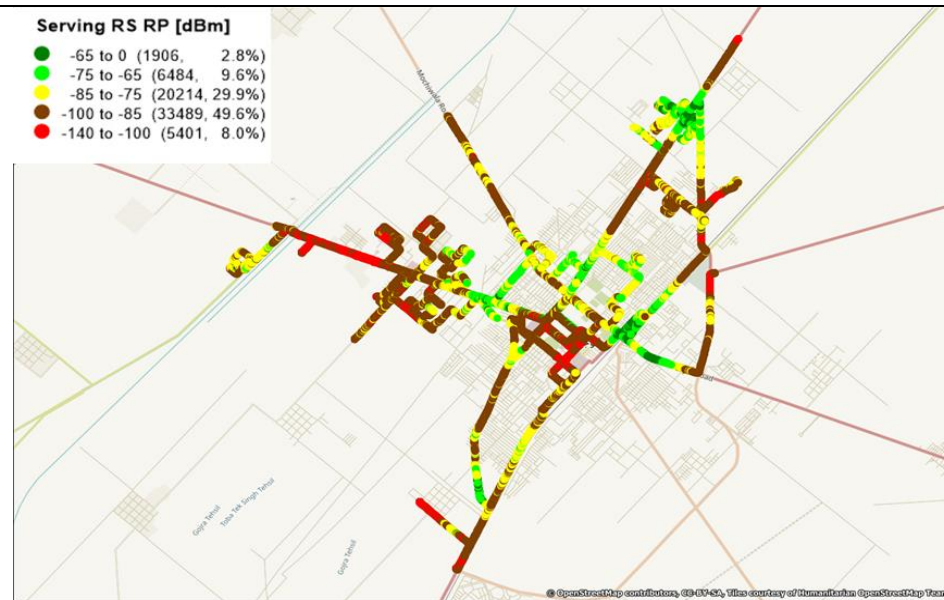 Serving RS RP [dBm]
-65 to 0 (1906, 2.8%)
-75 to -65 (6484, 9.6%)
-85 to -75 (20214, 29.9%)
-100 to -85 (33489, 49.6%)
-140 to -100 (5401, 8.0%)
Mochiwala Ro
Gojra Tehsil
Toba Tek Singh Tehsil
Gojra Tehsil
© OpenStreetMap contributors, CC-BY-SA, Tiles courtesy of Humanitarian OpenStreetMap Team